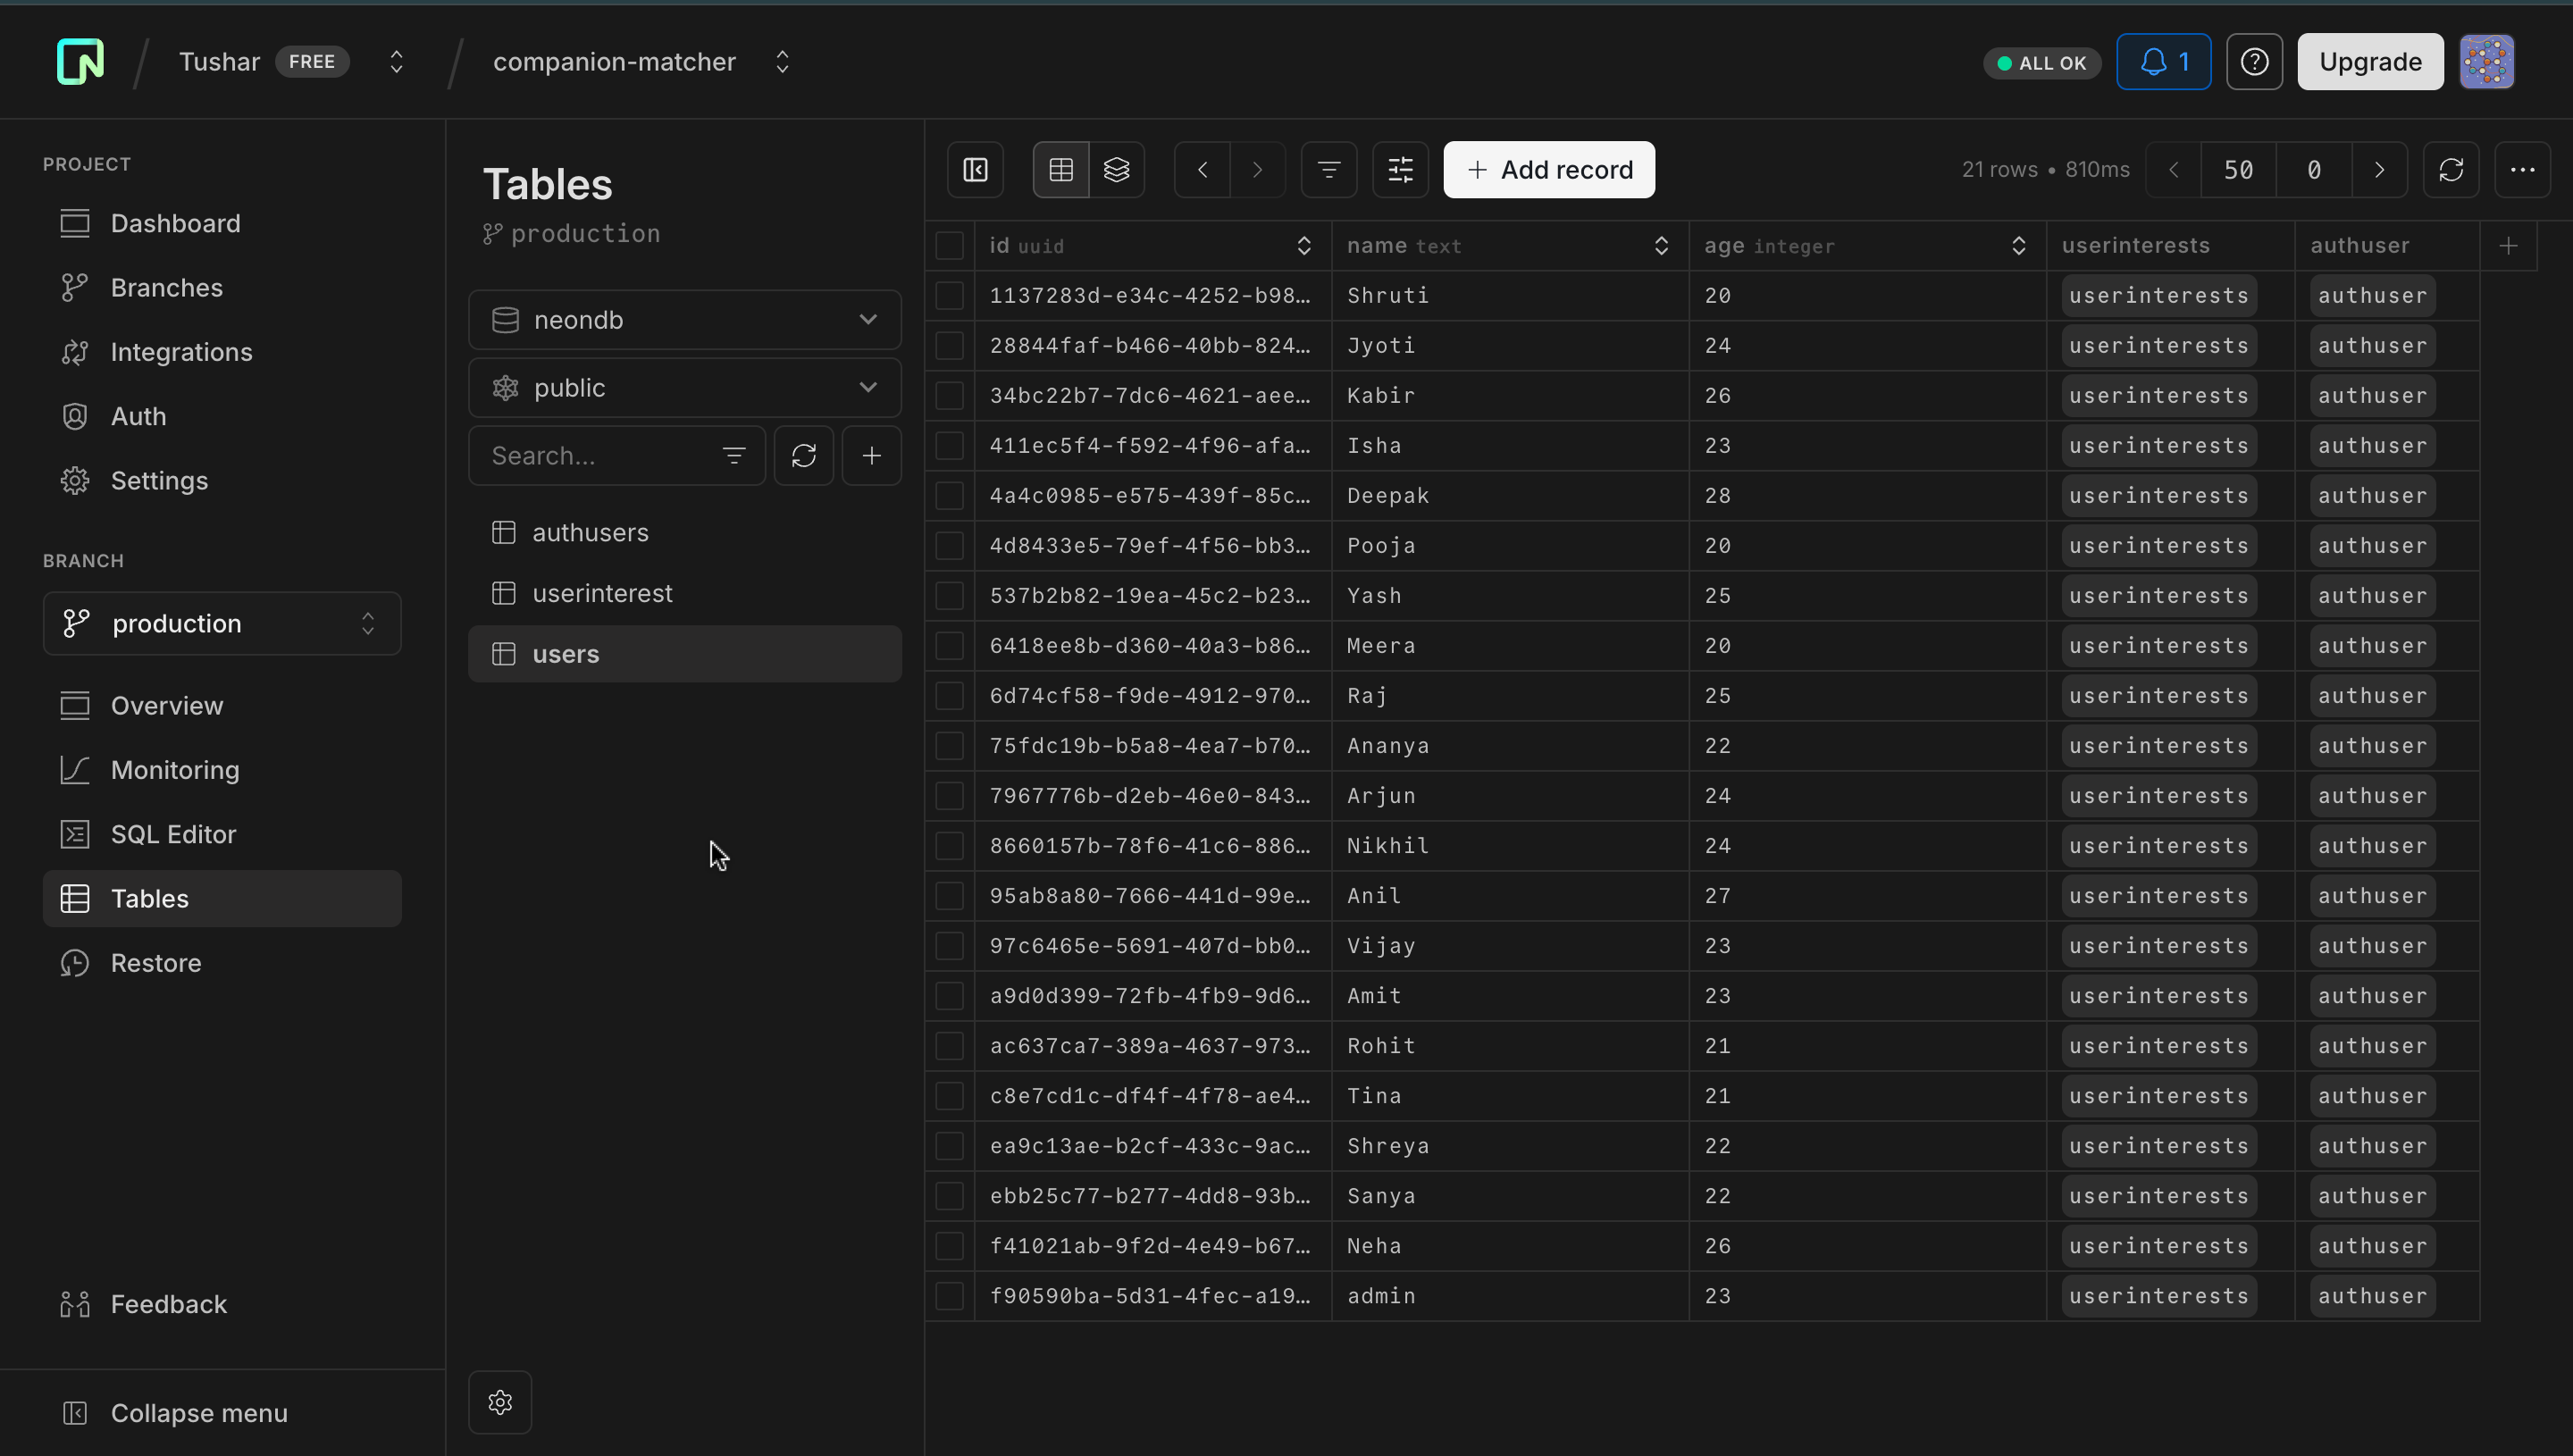 Tushar FREE companion-matcher ALL OK 1 Upgrade
PROJECT
Dashboard
Branches
Integrations
Auth
Settings
BRANCH
production
Overview
Monitoring
SQL Editor
Tables
Restore
Feedback
Collapse menu
Tables
production
neondb
public
Search...
authusers
userinterest
users
Add record 21 rows • 810ms 50 0
id uuid name text age integer userinterests authuser
1137283d-e34c-4252-b98… Shruti 20 userinterests authuser
28844faf-b466-40bb-824… Jyoti 24 userinterests authuser
34bc22b7-7dc6-4621-aee… Kabir 26 userinterests authuser
411ec5f4-f592-4f96-afa… Isha 23 userinterests authuser
4a4c0985-e575-439f-85c… Deepak 28 userinterests authuser
4d8433e5-79ef-4f56-bb3… Pooja 20 userinterests authuser
537b2b82-19ea-45c2-b23… Yash 25 userinterests authuser
6418ee8b-d360-40a3-b86… Meera 20 userinterests authuser
6d74cf58-f9de-4912-970… Raj 25 userinterests authuser
75fdc19b-b5a8-4ea7-b70… Ananya 22 userinterests authuser
7967776b-d2eb-46e0-843… Arjun 24 userinterests authuser
8660157b-78f6-41c6-886… Nikhil 24 userinterests authuser
95ab8a80-7666-441d-99e… Anil 27 userinterests authuser
97c6465e-5691-407d-bb0… Vijay 23 userinterests authuser
a9d0d399-72fb-4fb9-9d6… Amit 23 userinterests authuser
ac637ca7-389a-4637-973… Rohit 21 userinterests authuser
c8e7cd1c-df4f-4f78-ae4… Tina 21 userinterests authuser
ea9c13ae-b2cf-433c-9ac… Shreya 22 userinterests authuser
ebb25c77-b277-4dd8-93b… Sanya 22 userinterests authuser
f41021ab-9f2d-4e49-b67… Neha 26 userinterests authuser
f90590ba-5d31-4fec-a19… admin 23 userinterests authuser